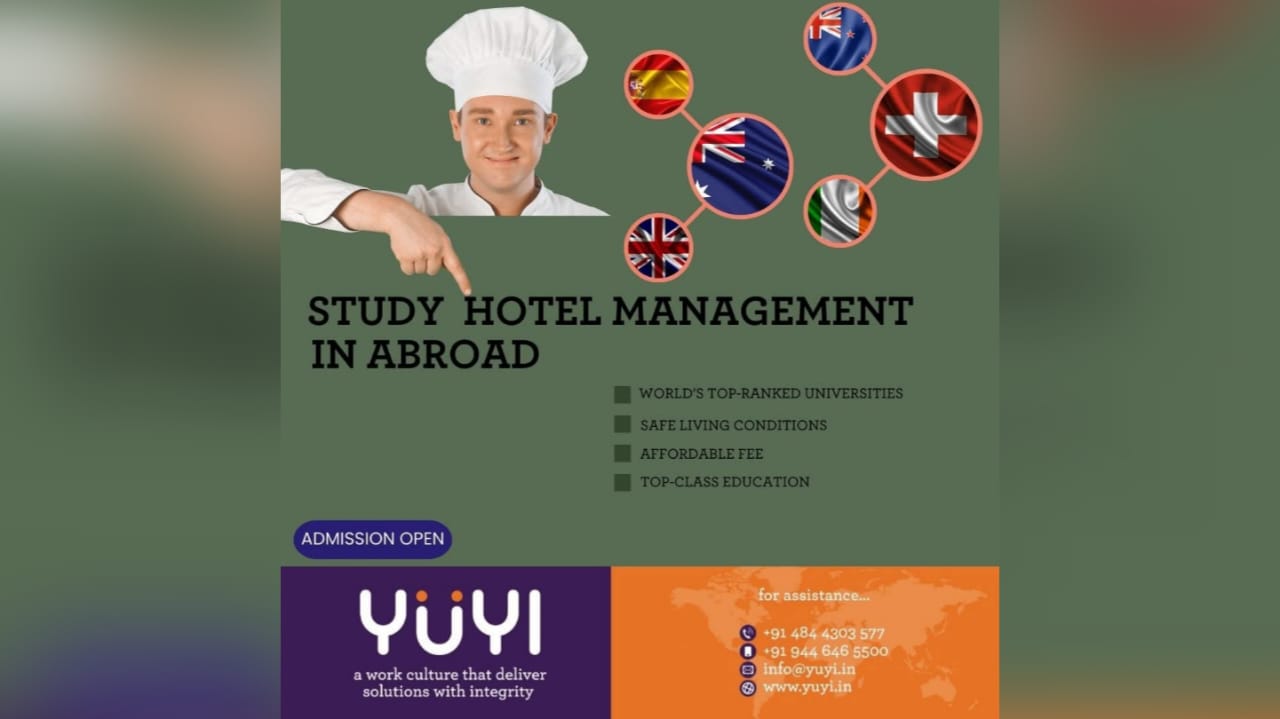 STUDY HOTEL MANAGEMENT
IN ABROAD
WORLD'S TOP-RANKED UNIVERSITIES
SAFE LIVING CONDITIONS
AFFORDABLE FEE
TOP-CLASS EDUCATION
ADMISSION OPEN
YÜYI
a work culture that deliver
solutions with integrity
for assistance...
+91 484 4303 577
+91 944 646 5500
info@yuyi.in
www.yuyi.in